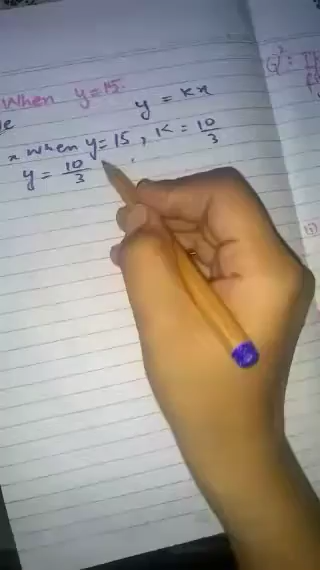 When y=15.
y = kx
x when y=15, K = 10/3
y = 10/3